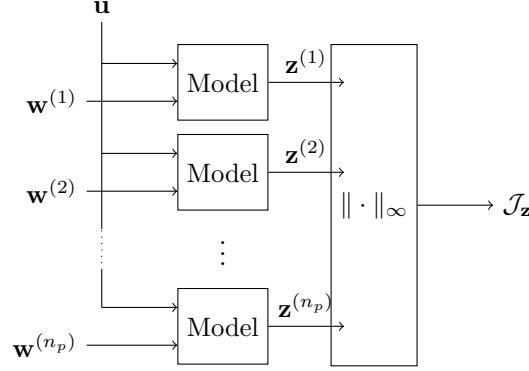 𝐮
Model 𝐳⁽¹⁾
𝐰⁽¹⁾
Model 𝐳⁽²⁾
𝐰⁽²⁾
‖ · ‖∞ 𝒥_𝐳
⋮
Model 𝐳^(n_p)
𝐰^(n_p)